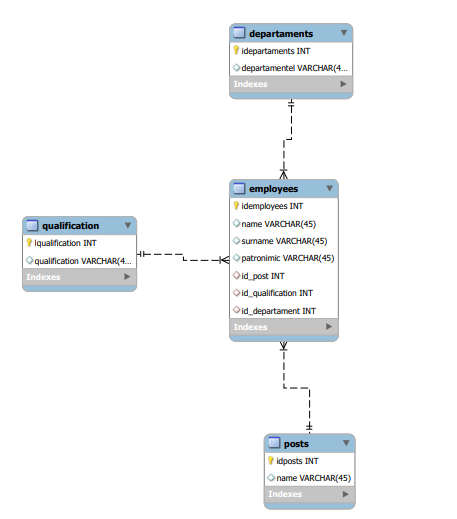 departaments
idepartaments INT
departamentel VARCHAR(4...
Indexes
employees
idemployees INT
name VARCHAR(45)
surname VARCHAR(45)
patronimic VARCHAR(45)
id_post INT
id_qualification INT
id_departament INT
Indexes
qualification
Iqualification INT
qualification VARCHAR(4...
Indexes
posts
idposts INT
name VARCHAR(45)
Indexes